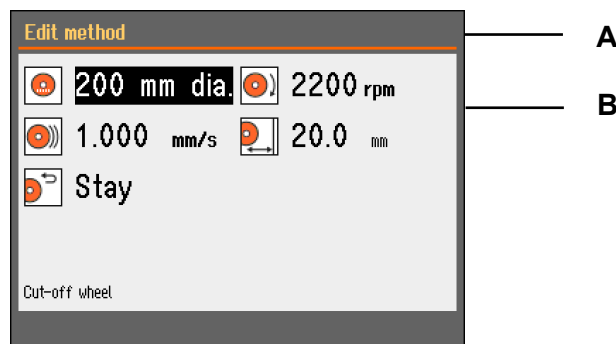 Edit method
A
200 mm dia. 2200 rpm
B
1.000 mm/s 20.0 mm
Stay
Cut-off wheel